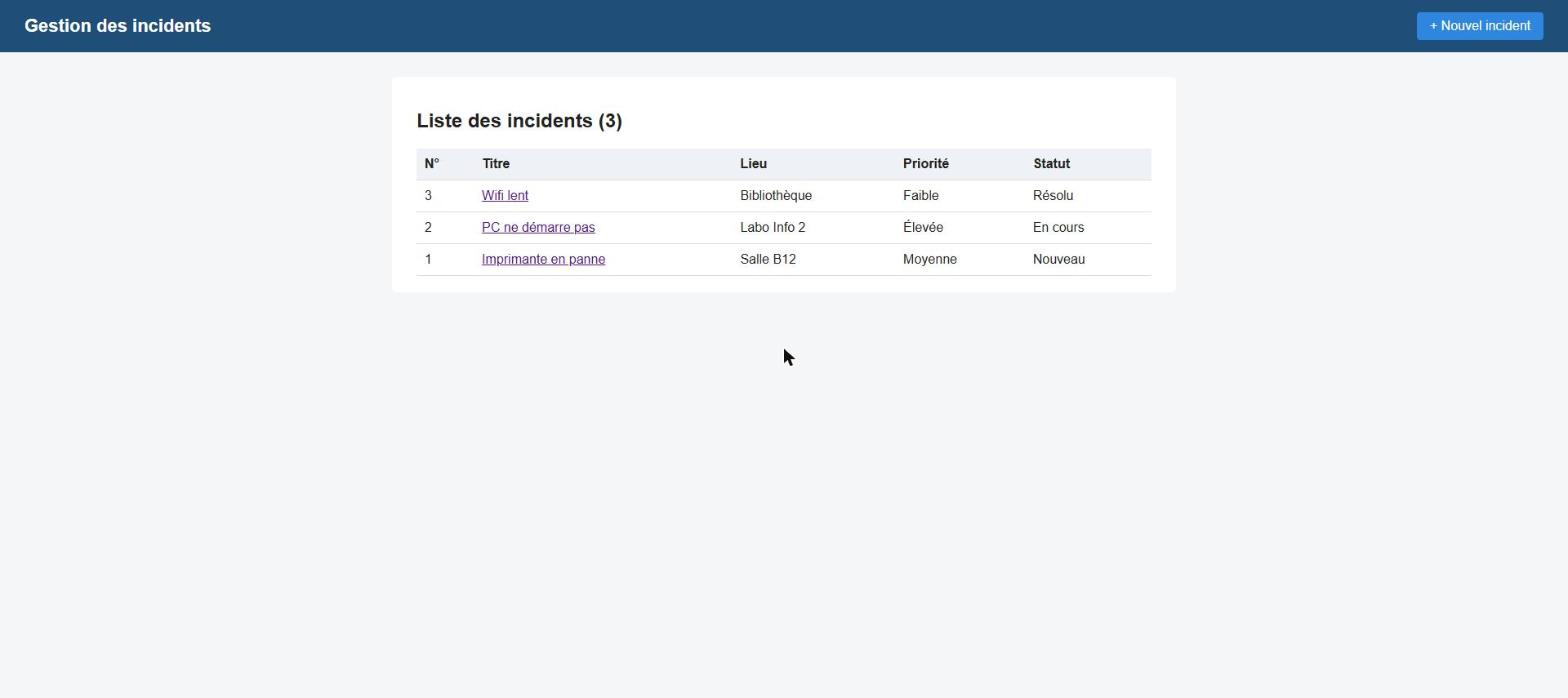 Gestion des incidents + Nouvel incident
Liste des incidents (3)
N° Titre Lieu Priorité Statut
3 Wifi lent Bibliothèque Faible Résolu
2 PC ne démarre pas Labo Info 2 Élevée En cours
1 Imprimante en panne Salle B12 Moyenne Nouveau